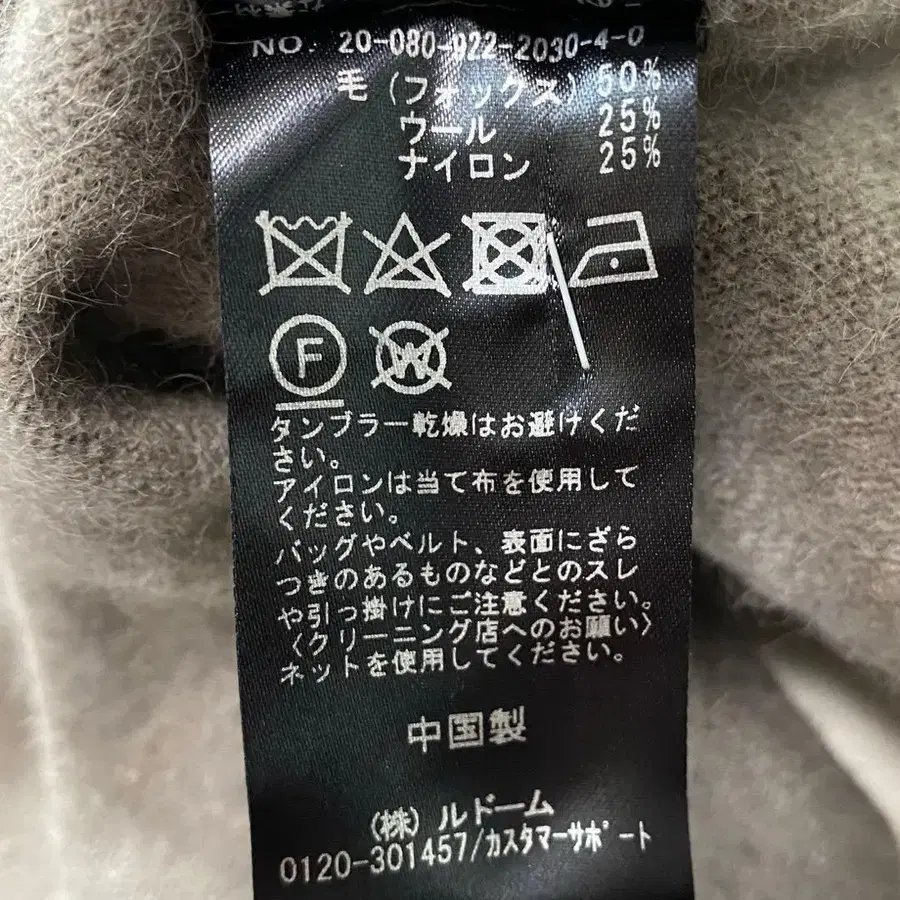 NO. 20-080-922-2030-4-0
毛(フォックス) 50%
ウール 25%
ナイロン 25%
F
W
タンブラー乾燥はお避けくだ
さい。
アイロンは当て布を使用して
ください。
バッグやベルト、表面にざら
つきのあるものなどとのスレ
や引っ掛けにご注意ください。
〈クリーニング店へのお願い〉
ネットを使用してください。
中国製
(株)ルドーム
0120-301457/カスタマーサポート